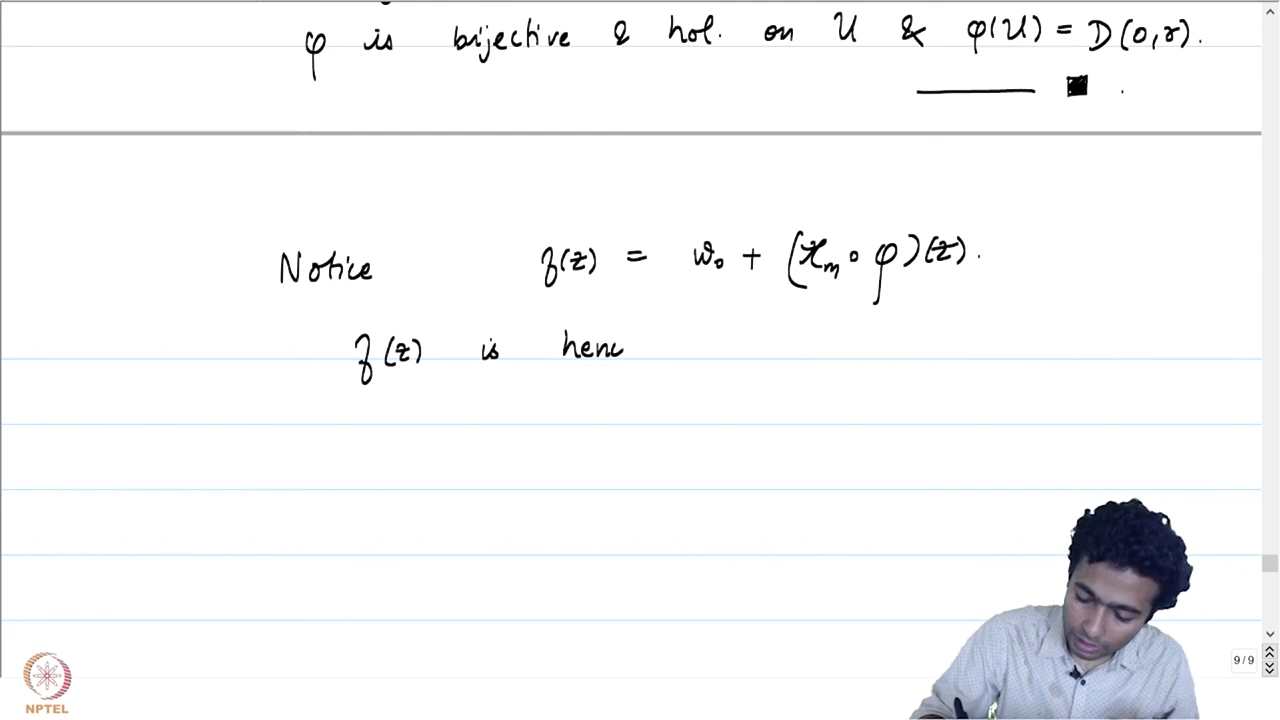 φ is bijective & hol. on U & φ(U) = D(0,r).
Notice f(z) = w₀ + (π_m ∘ φ)(z).
f(z) is henc
9/9
NPTEL